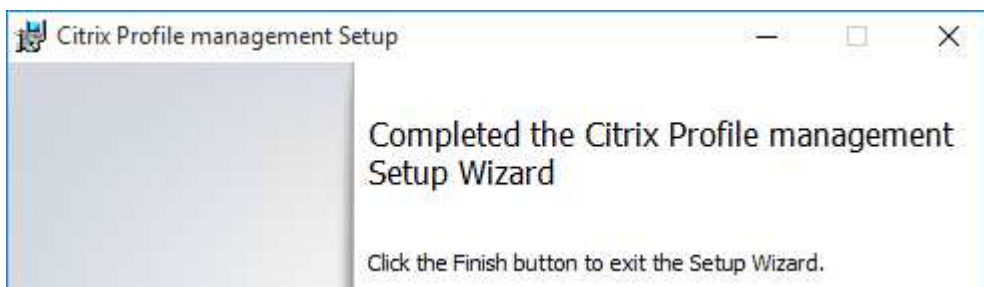 Citrix Profile management Setup
Completed the Citrix Profile management
Setup Wizard
Click the Finish button to exit the Setup Wizard.